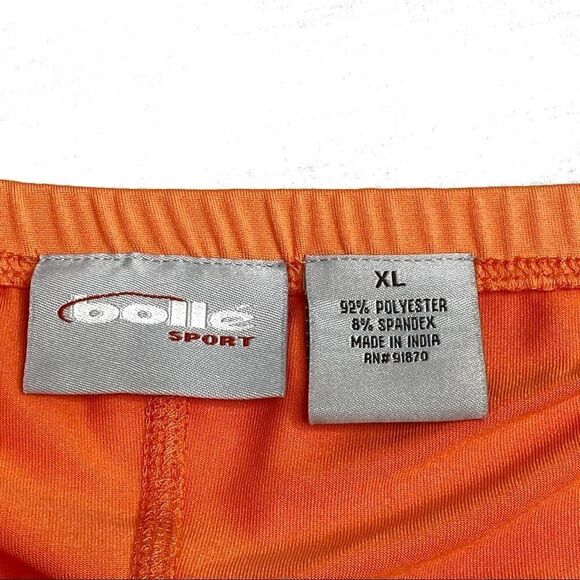 bollé
SPORT
XL
92% POLYESTER
8% SPANDEX
MADE IN INDIA
RN# 91870